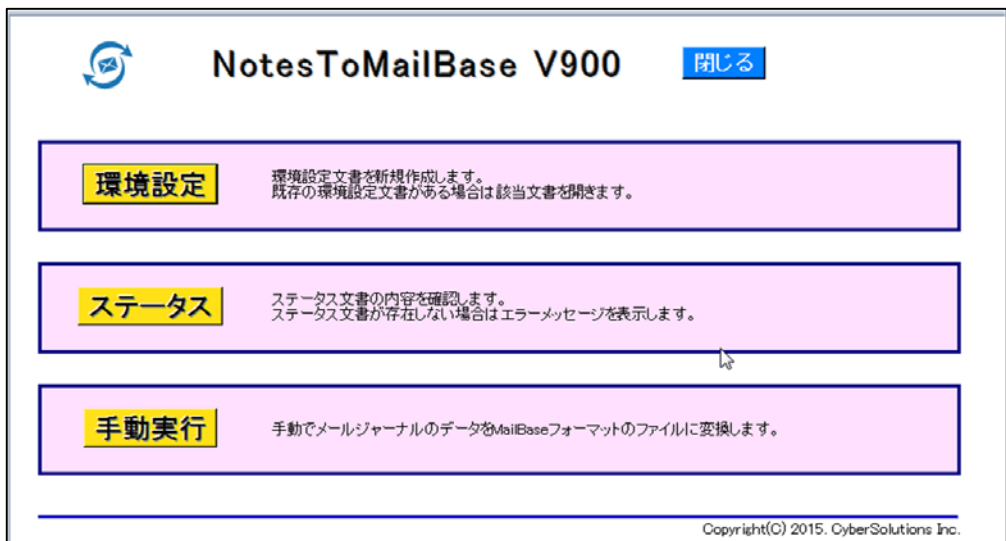 NotesToMailBase V900 閉じる
環境設定
環境設定文書を新規作成します。
既存の環境設定文書がある場合は該当文書を開きます。
ステータス
ステータス文書の内容を確認します。
ステータス文書が存在しない場合はエラーメッセージを表示します。
手動実行
手動でメールジャーナルのデータをMailBaseフォーマットのファイルに変換します。
Copyright(C) 2015. CyberSolutions Inc.